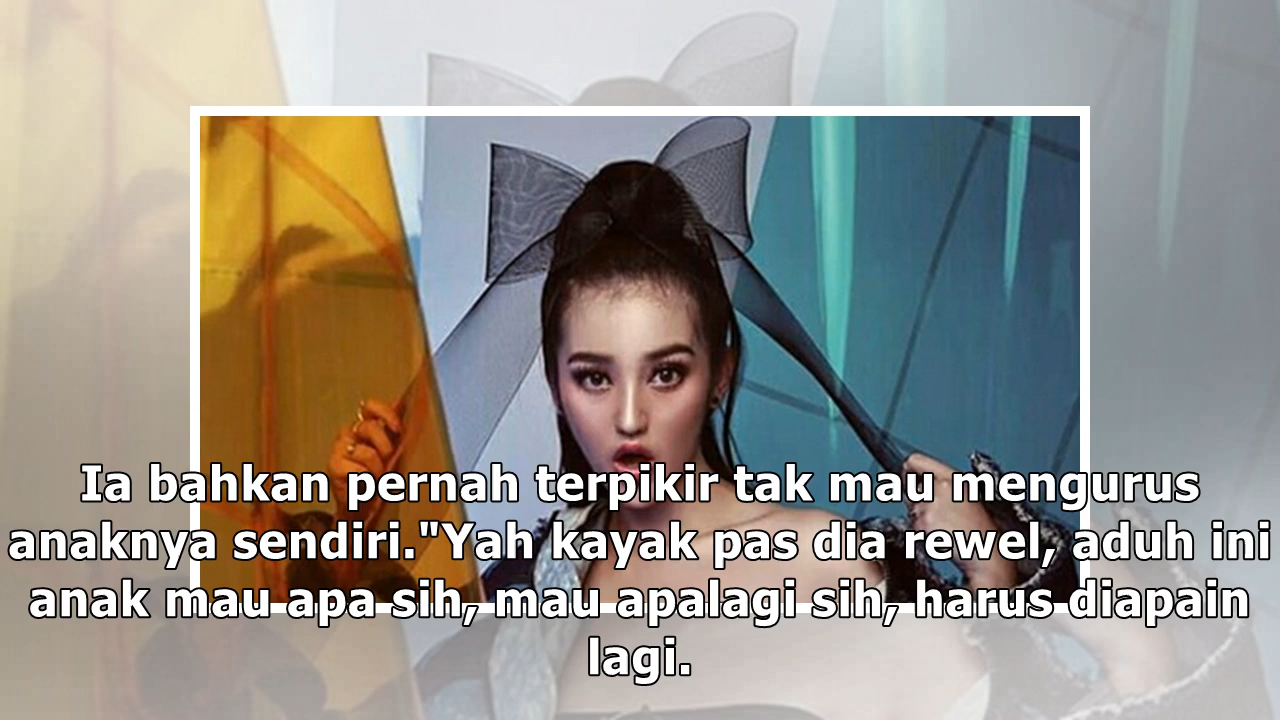 Ia bahkan pernah terpikir tak mau mengurus
anaknya sendiri."Yah kayak pas dia rewel, aduh ini
anak mau apa sih, mau apalagi sih, harus diapain
lagi.